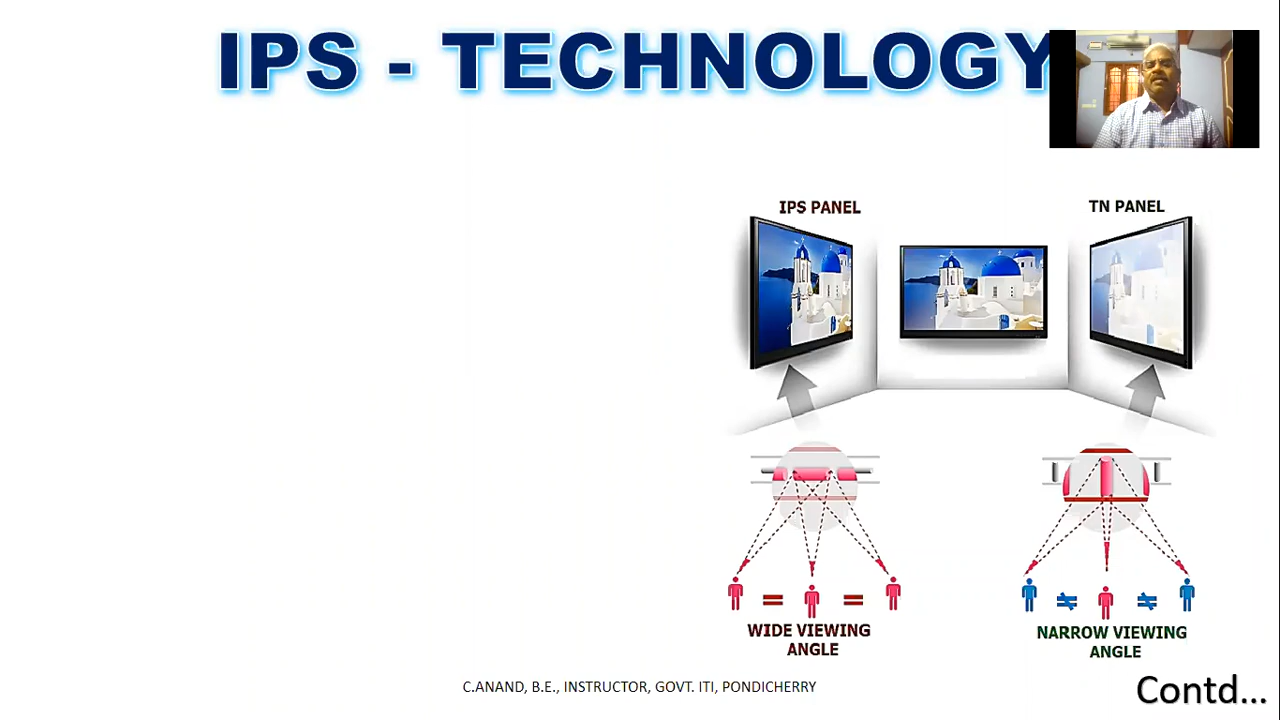 IPS - TECHNOLOGY
IPS PANEL
TN PANEL
WIDE VIEWING
ANGLE
NARROW VIEWING
ANGLE
C.ANAND, B.E., INSTRUCTOR, GOVT. ITI, PONDICHERRY
Contd...